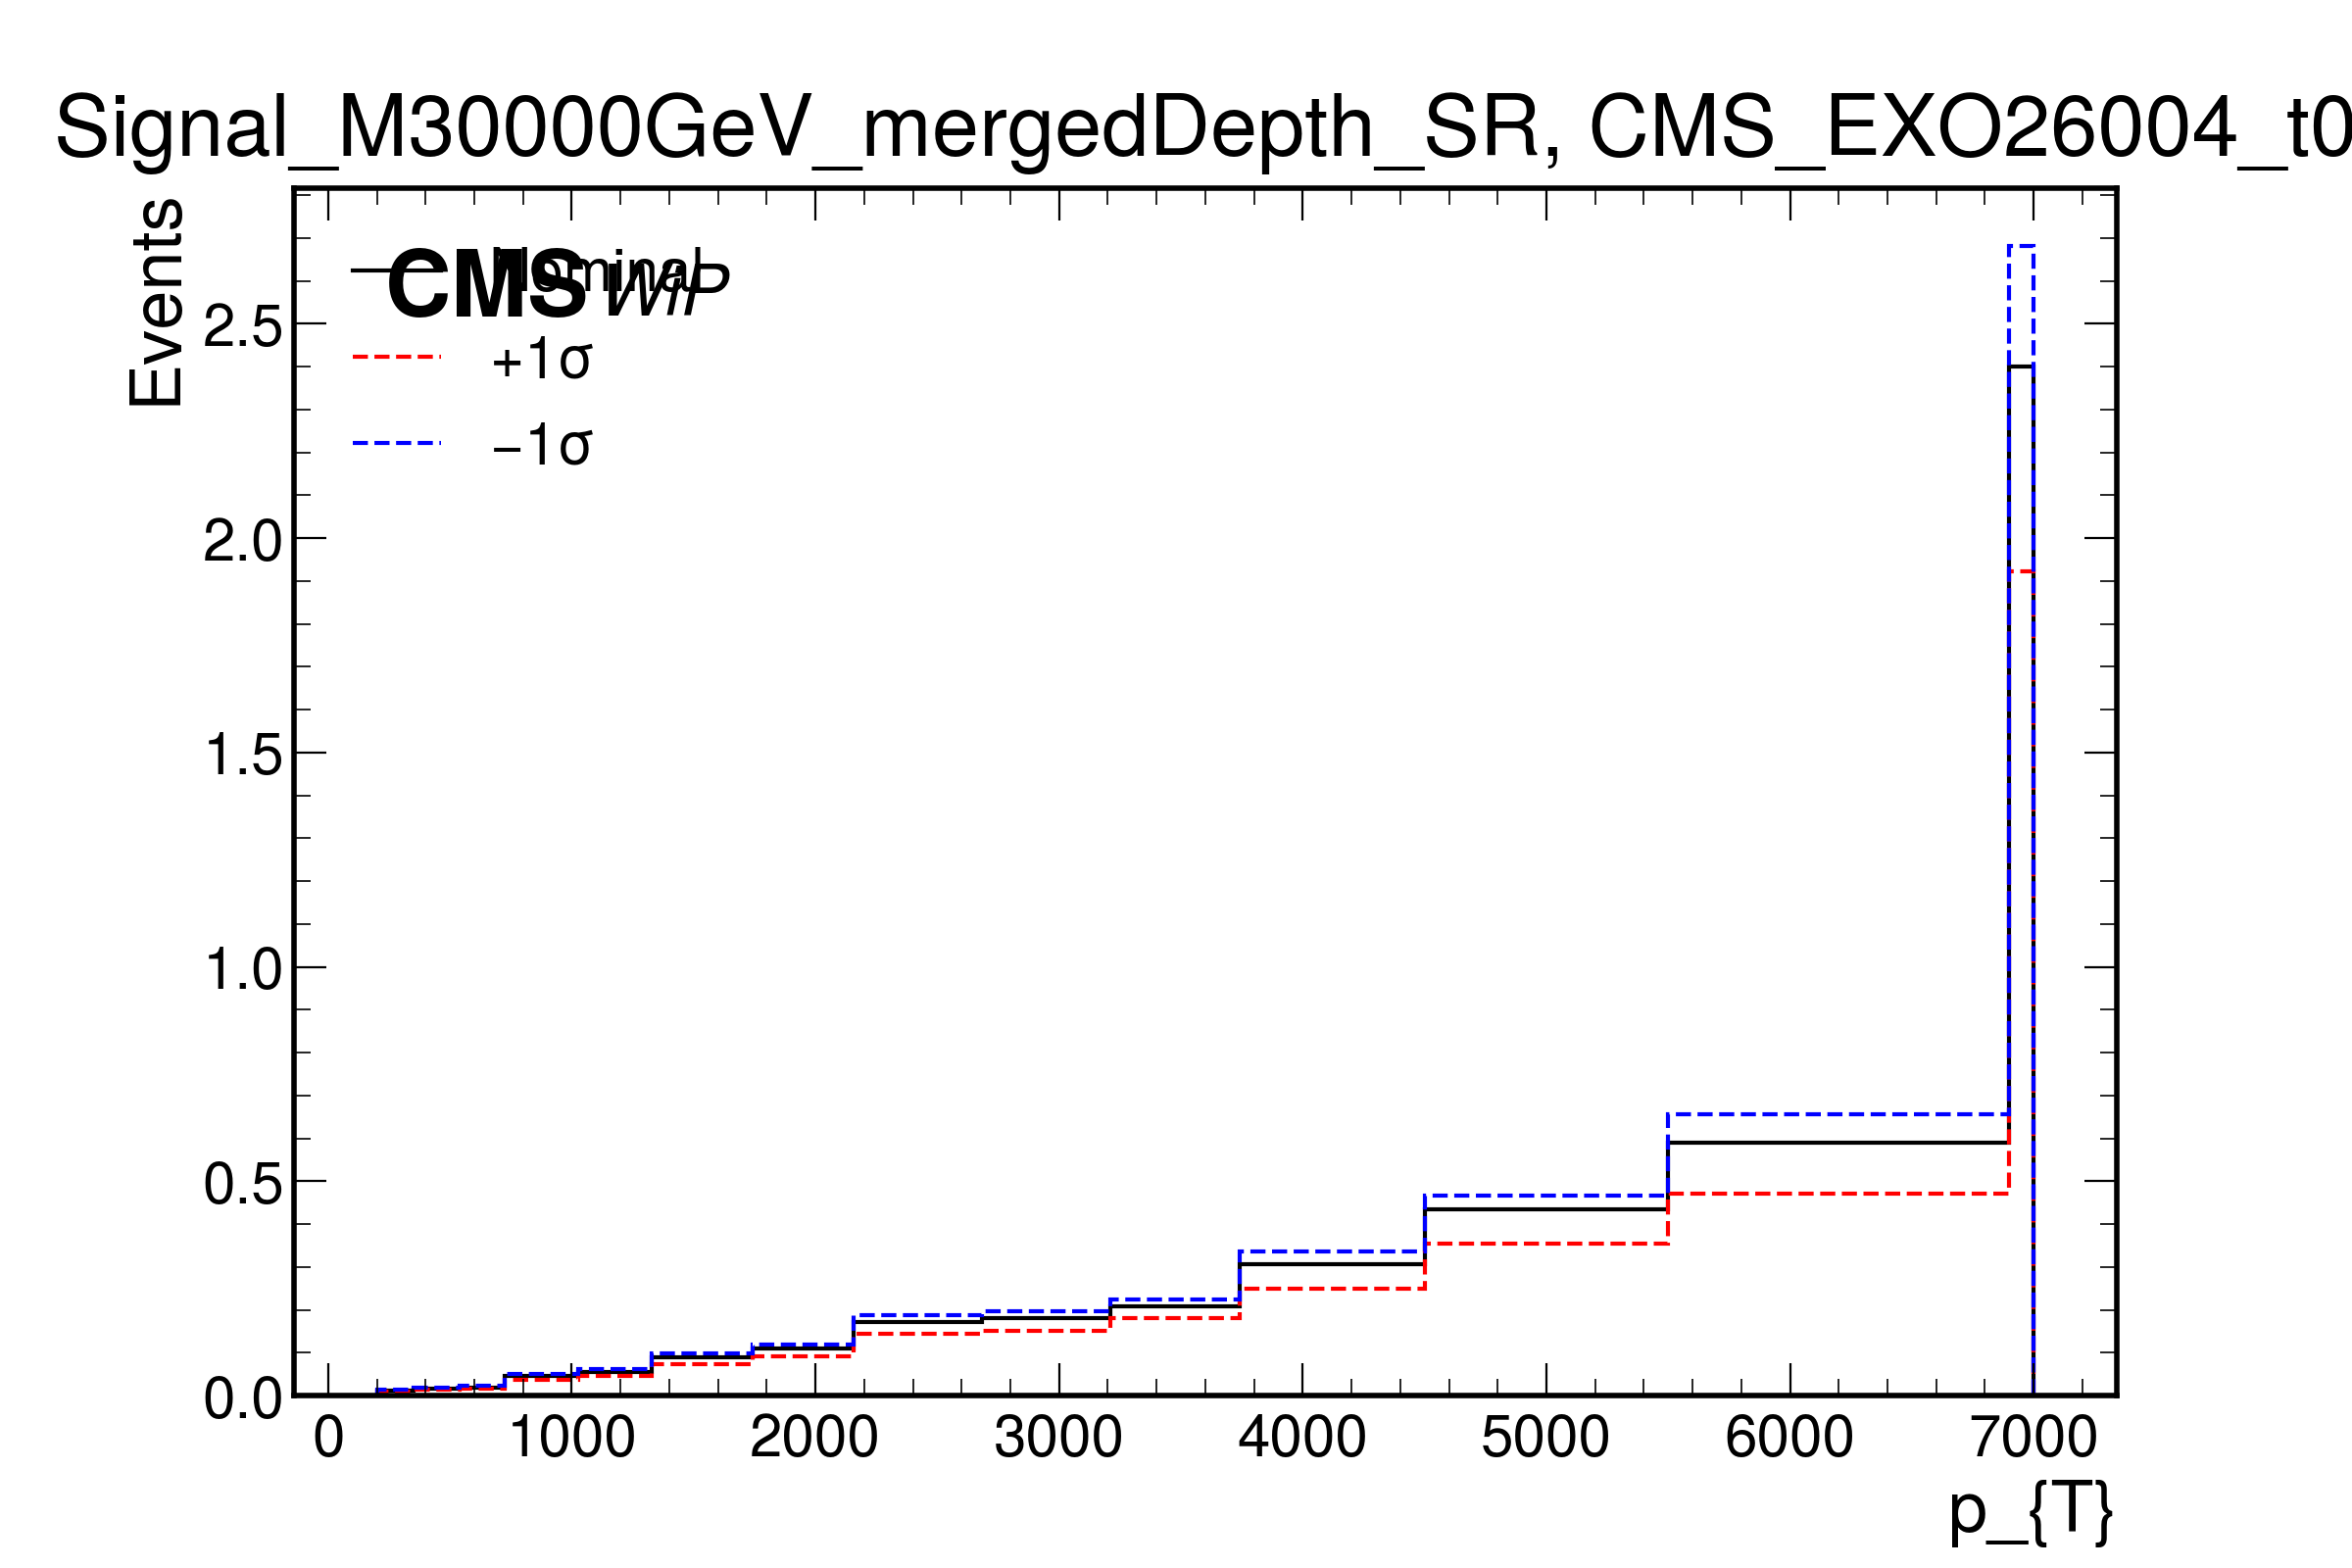 Signal_M30000GeV_mergedDepth_SR, CMS_EXO26004_t0
Events
CMS WiP
Nominal
+1σ
−1σ
2.5
2.0
1.5
1.0
0.5
0.0
0 1000 2000 3000 4000 5000 6000 7000
p_{T}